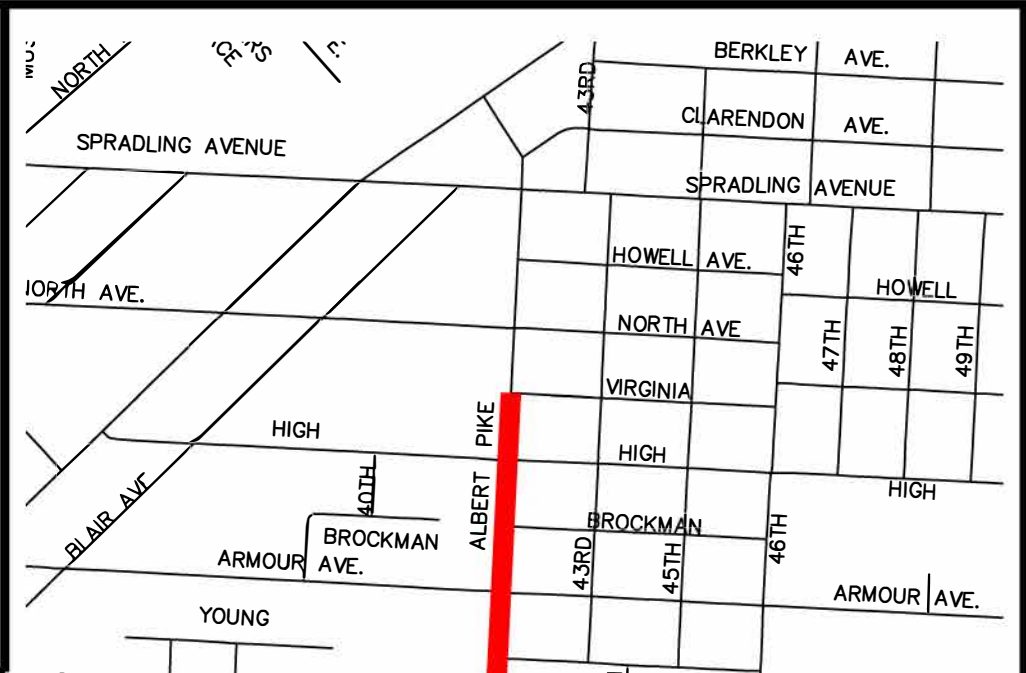 NORTH
BERKLEY AVE.
43RD
CLARENDON AVE.
SPRADLING AVENUE
SPRADLING AVENUE
46TH
HOWELL AVE.
HOWELL
AVE.
NORTH AVE
47TH
48TH
49TH
VIRGINIA
PIKE
HIGH
HIGH
HIGH
40TH
ALBERT
BLAIR AVE
BROCKMAN
BROCKMAN
43RD
45TH
46TH
ARMOUR AVE.
ARMOUR AVE.
YOUNG